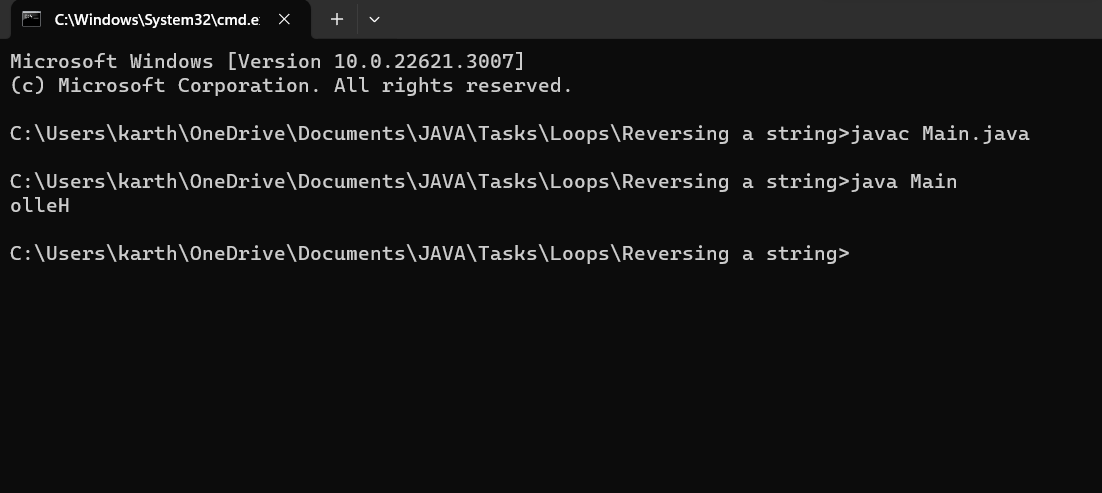 C:\Windows\System32\cmd.e
Microsoft Windows [Version 10.0.22621.3007]
(c) Microsoft Corporation. All rights reserved.
C:\Users\karth\OneDrive\Documents\JAVA\Tasks\Loops\Reversing a string>javac Main.java
C:\Users\karth\OneDrive\Documents\JAVA\Tasks\Loops\Reversing a string>java Main
olleH
C:\Users\karth\OneDrive\Documents\JAVA\Tasks\Loops\Reversing a string>